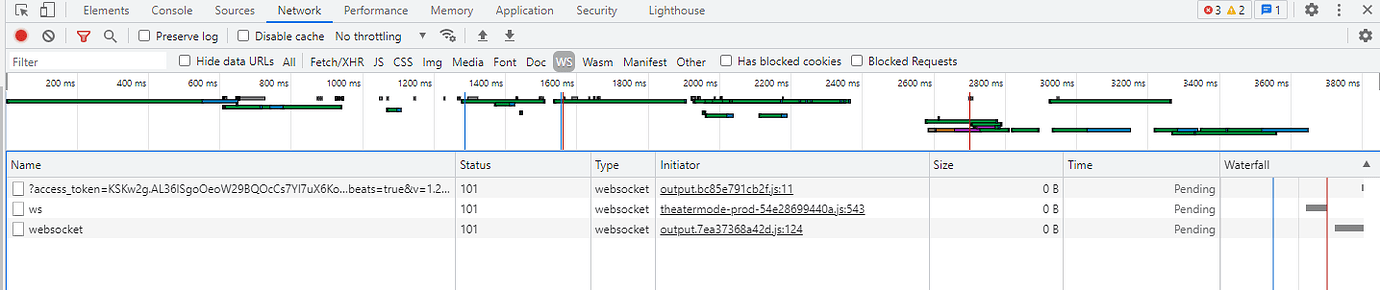 Elements Console Sources Network Performance Memory Application Security Lighthouse 3 2 1
Preserve log Disable cache No throttling
Filter Hide data URLs All Fetch/XHR JS CSS Img Media Font Doc WS Wasm Manifest Other Has blocked cookies Blocked Requests
200 ms 400 ms 600 ms 800 ms 1000 ms 1200 ms 1400 ms 1600 ms 1800 ms 2000 ms 2200 ms 2400 ms 2600 ms 2800 ms 3000 ms 3200 ms 3400 ms 3600 ms 3800 ms
Name Status Type Initiator Size Time Waterfall
?access_token=KSKw2g.AL36ISgoOeoW29BQOcCs7Yl7uX6Ko...beats=true&v=1.2... 101 websocket output.bc85e791cb2f.js:11 0 B Pending
ws 101 websocket theatermode-prod-54e28699440a.js:543 0 B Pending
websocket 101 websocket output.7ea37368a42d.js:124 0 B Pending